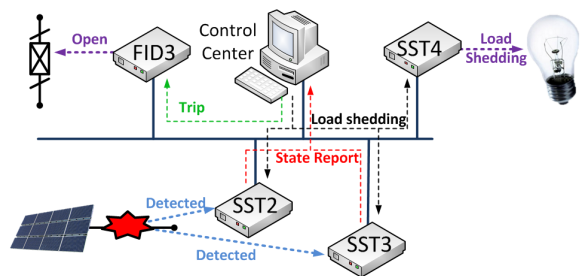 Open
FID3
Control
Center
SST4
Load
Shedding
Trip
Load shedding
State Report
Detected
SST2
Detected
SST3